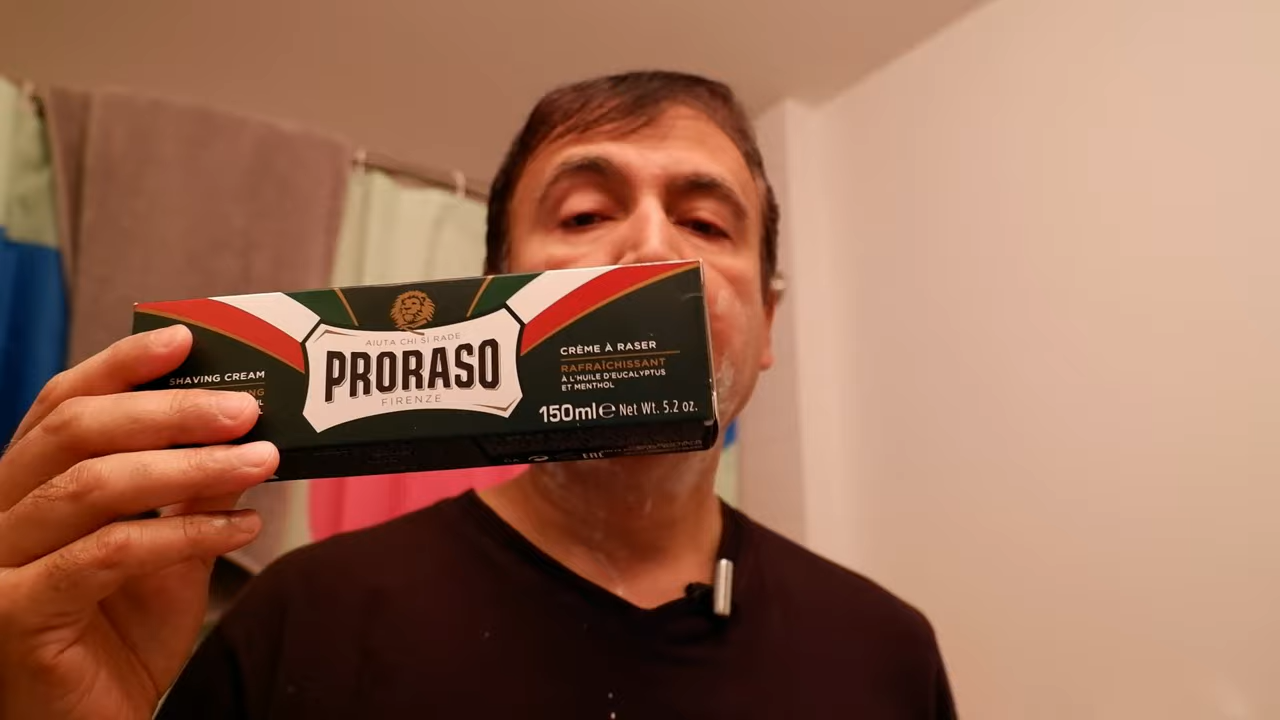 AIUTA CHI SI RADE
PRORASO
FIRENZE
SHAVING CREAM
CRÈME À RASER
RAFRAÎCHISSANT
À L'HUILE D'EUCALYPTUS
ET MENTHOL
150ml℮ Net Wt. 5.2 oz.